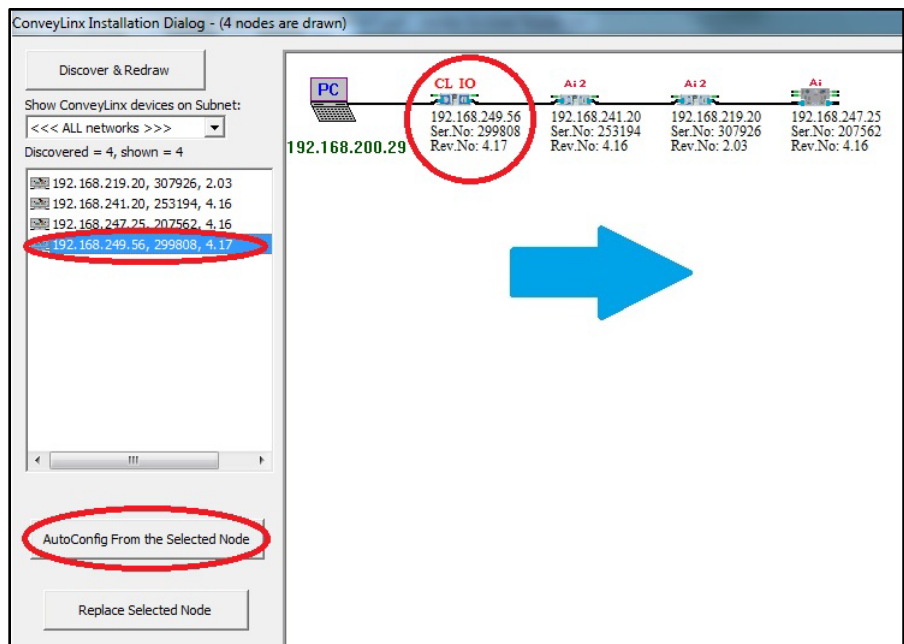 ConveyLinx Installation Dialog - (4 nodes are drawn)
Discover & Redraw
Show ConveyLinx devices on Subnet:
<<< ALL networks >>>
Discovered = 4, shown = 4
192.168.219.20, 307926, 2.03
192.168.241.20, 253194, 4.16
192.168.247.25, 207562, 4.16
192.168.249.56, 299808, 4.17
AutoConfig From the Selected Node
Replace Selected Node
PC
192.168.200.29
CL IO
192.168.249.56
Ser.No: 299808
Rev.No: 4.17
Ai 2
192.168.241.20
Ser.No: 253194
Rev.No: 4.16
Ai 2
192.168.219.20
Ser.No: 307926
Rev.No: 2.03
Ai
192.168.247.25
Ser.No: 207562
Rev.No: 4.16